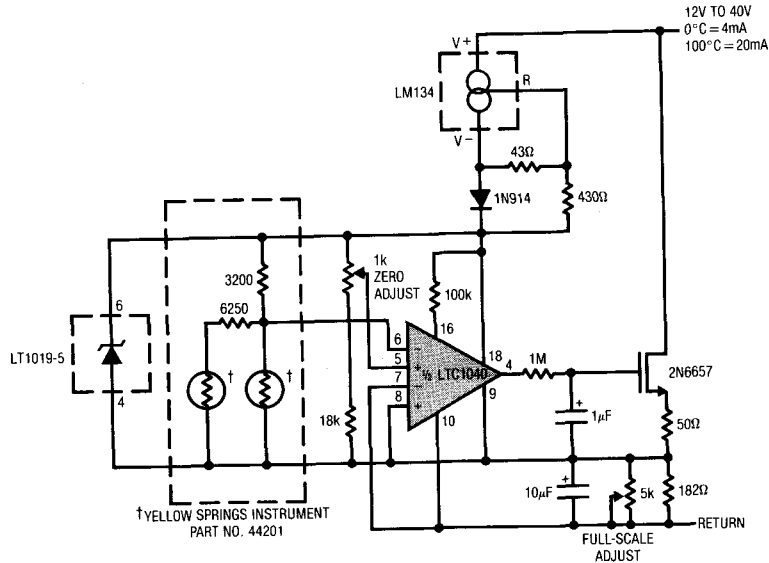 12V TO 40V
0°C = 4mA
100°C = 20mA
V+
R
LM134
V−
43Ω
1N914
430Ω
3200
1k
ZERO
ADJUST
100k
6250
6
16
LT1019-5
†
†
6
5
7
8
−
+
−
+
½ LTC1040
18
4
9
10
1M
2N6657
4
18k
+
1µF
50Ω
+
10µF
5k
182Ω
†YELLOW SPRINGS INSTRUMENT
PART NO. 44201
RETURN
FULL-SCALE
ADJUST